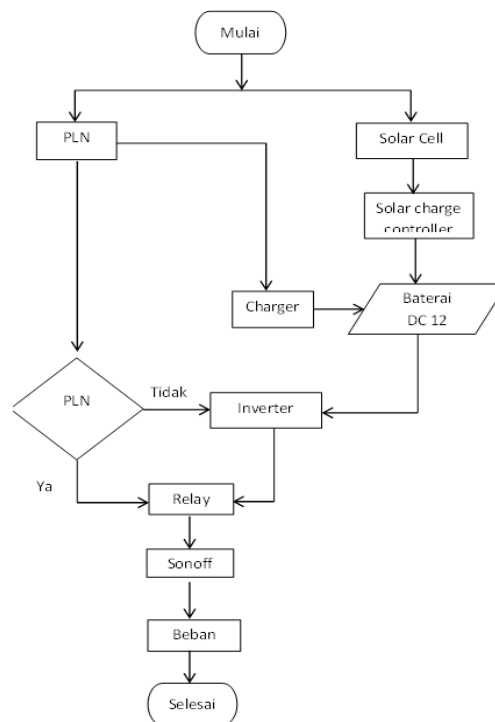 Mulai
PLN
Solar Cell
Solar charge
controller
Charger
Baterai
DC 12
PLN
Tidak
Inverter
Ya
Relay
Sonoff
Beban
Selesai